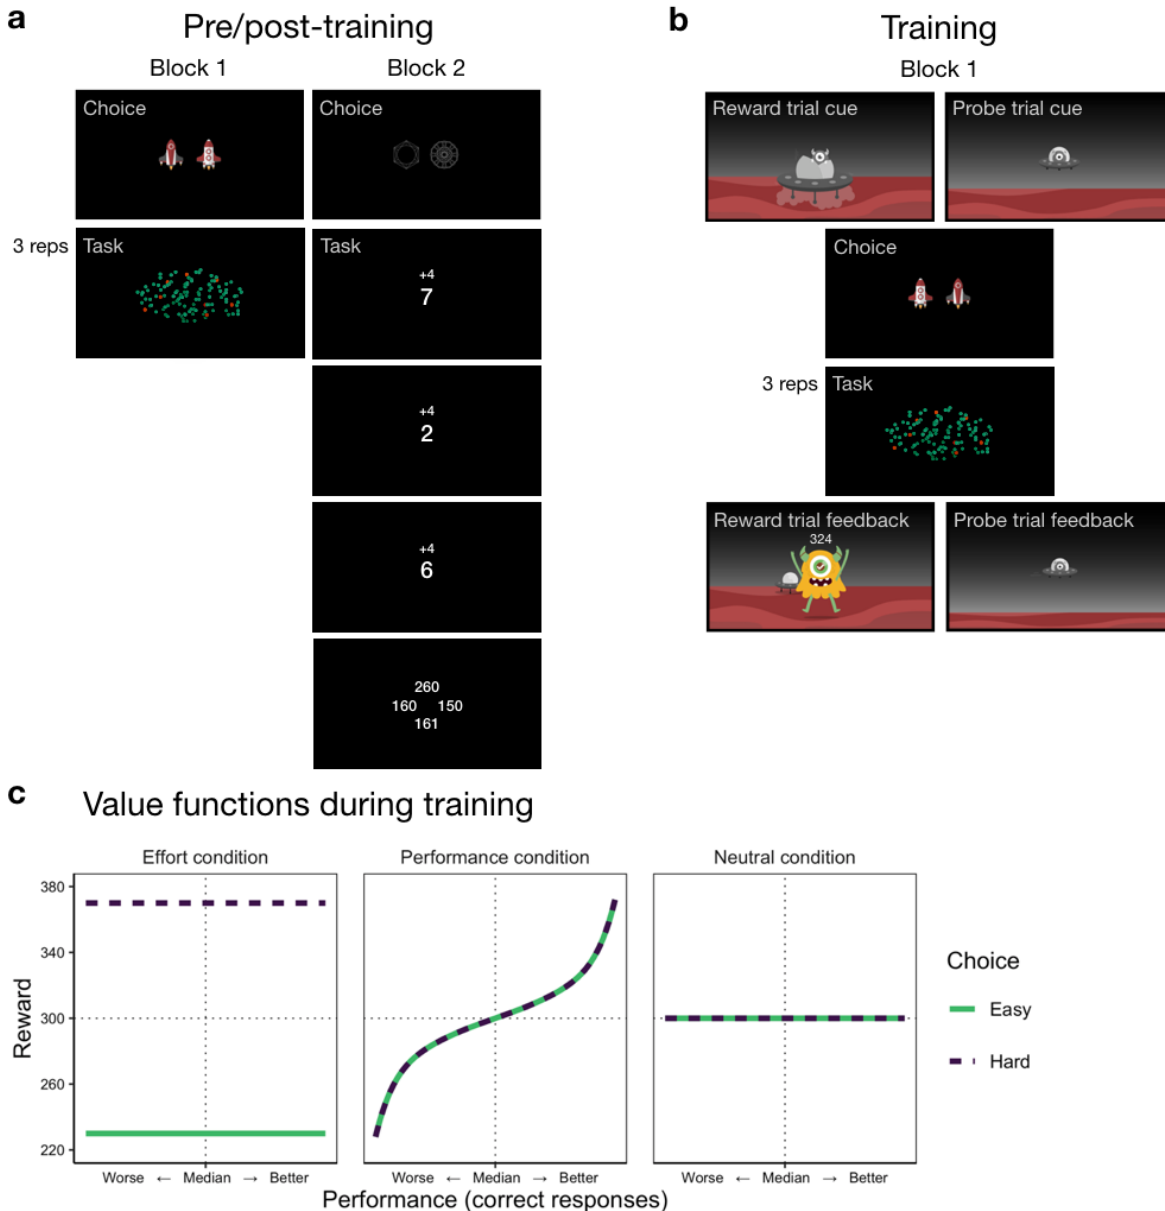 a
Pre/post-training
Block 1
Block 2
Choice
Choice
3 reps
Task
Task
+4
7
+4
2
+4
6
260
160 150
161
b
Training
Block 1
Reward trial cue
Probe trial cue
Choice
3 reps
Task
Reward trial feedback
324
Probe trial feedback
c
Value functions during training
Effort condition
Performance condition
Neutral condition
Reward
380
340
300
260
220
Worse ← Median → Better
Worse ← Median → Better
Worse ← Median → Better
Performance (correct responses)
Choice
Easy
Hard